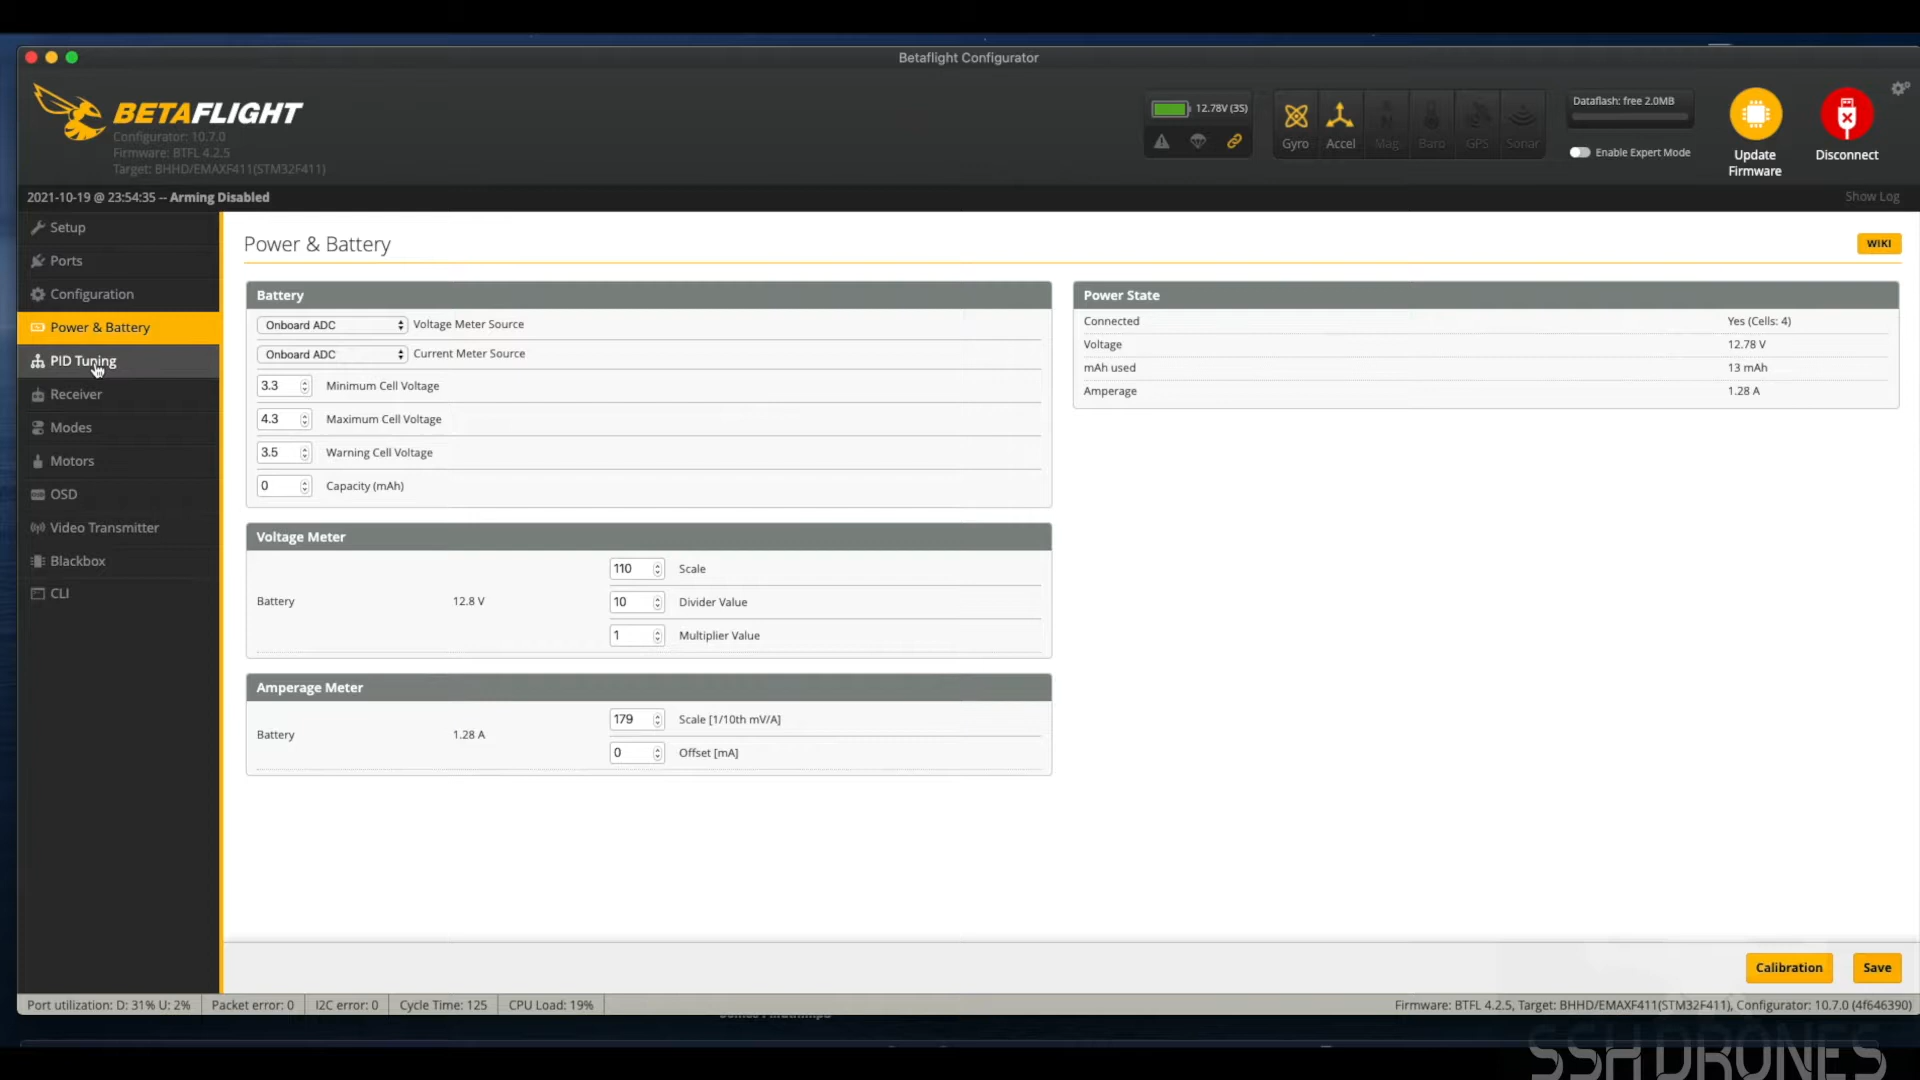 Betaflight Configurator
BETAFLIGHT
Configurator: 10.7.0
Firmware: BTFL 4.2.5
Target: BHHD/EMAXF411(STM32F411)
12.78V (3S)
Gyro
Accel
Mag
Baro
GPS
Sonar
Dataflash: free 2.0MB
Enable Expert Mode
Update
Firmware
Disconnect
2021-10-19 @ 23:54:35 -- Arming Disabled
Show Log
Setup
Ports
Configuration
Power & Battery
PID Tuning
Receiver
Modes
Motors
OSD
Video Transmitter
Blackbox
CLI
Power & Battery
WIKI
Battery
Onboard ADC Voltage Meter Source
Onboard ADC Current Meter Source
3.3 Minimum Cell Voltage
4.3 Maximum Cell Voltage
3.5 Warning Cell Voltage
0 Capacity (mAh)
Power State
Connected Yes (Cells: 4)
Voltage 12.78 V
mAh used 13 mAh
Amperage 1.28 A
Voltage Meter
Battery 12.8 V
110 Scale
10 Divider Value
1 Multiplier Value
Amperage Meter
Battery 1.28 A
179 Scale [1/10th mV/A]
0 Offset [mA]
Calibration
Save
Port utilization: D: 31% U: 2% Packet error: 0 I2C error: 0 Cycle Time: 125 CPU Load: 19%
Firmware: BTFL 4.2.5, Target: BHHD/EMAXF411(STM32F411), Configurator: 10.7.0 (4f646390)
SSH DRONES